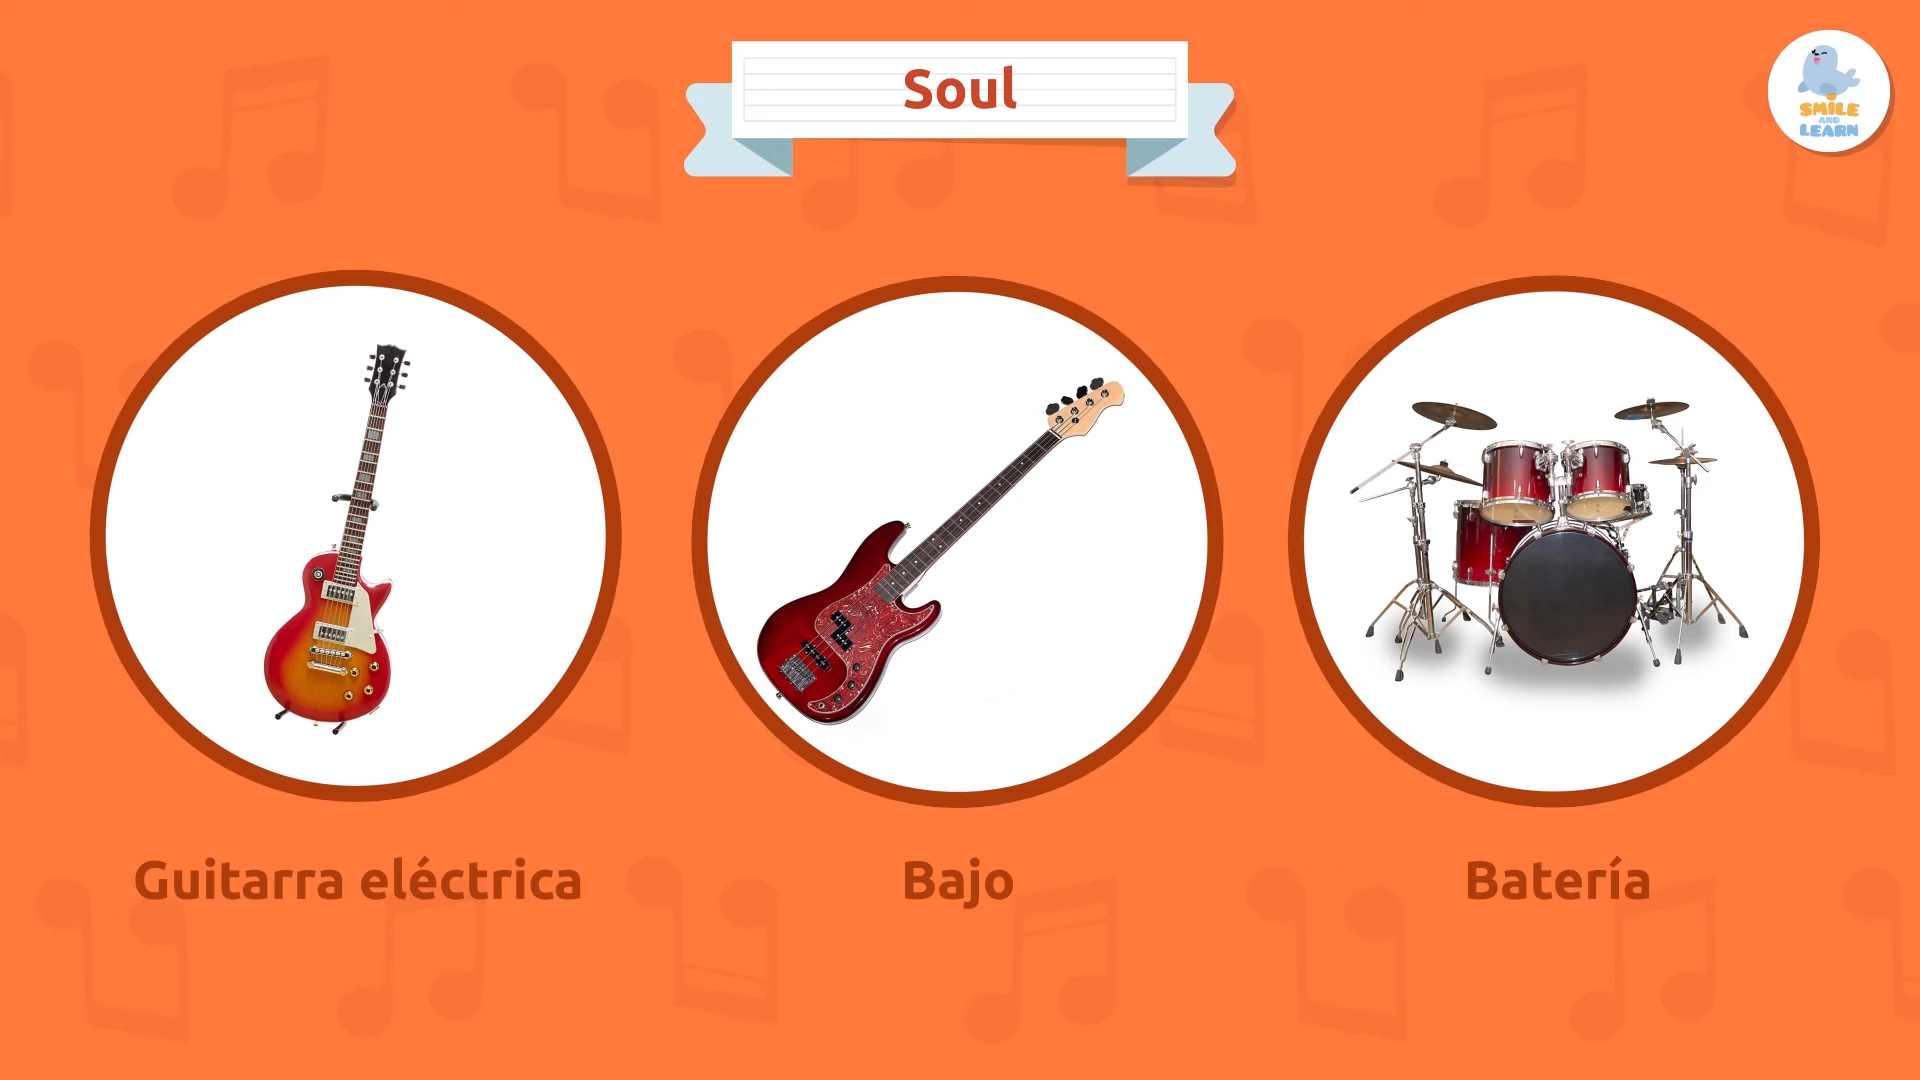 Soul
SMILE
AND
LEARN
Guitarra eléctrica
Bajo
Batería